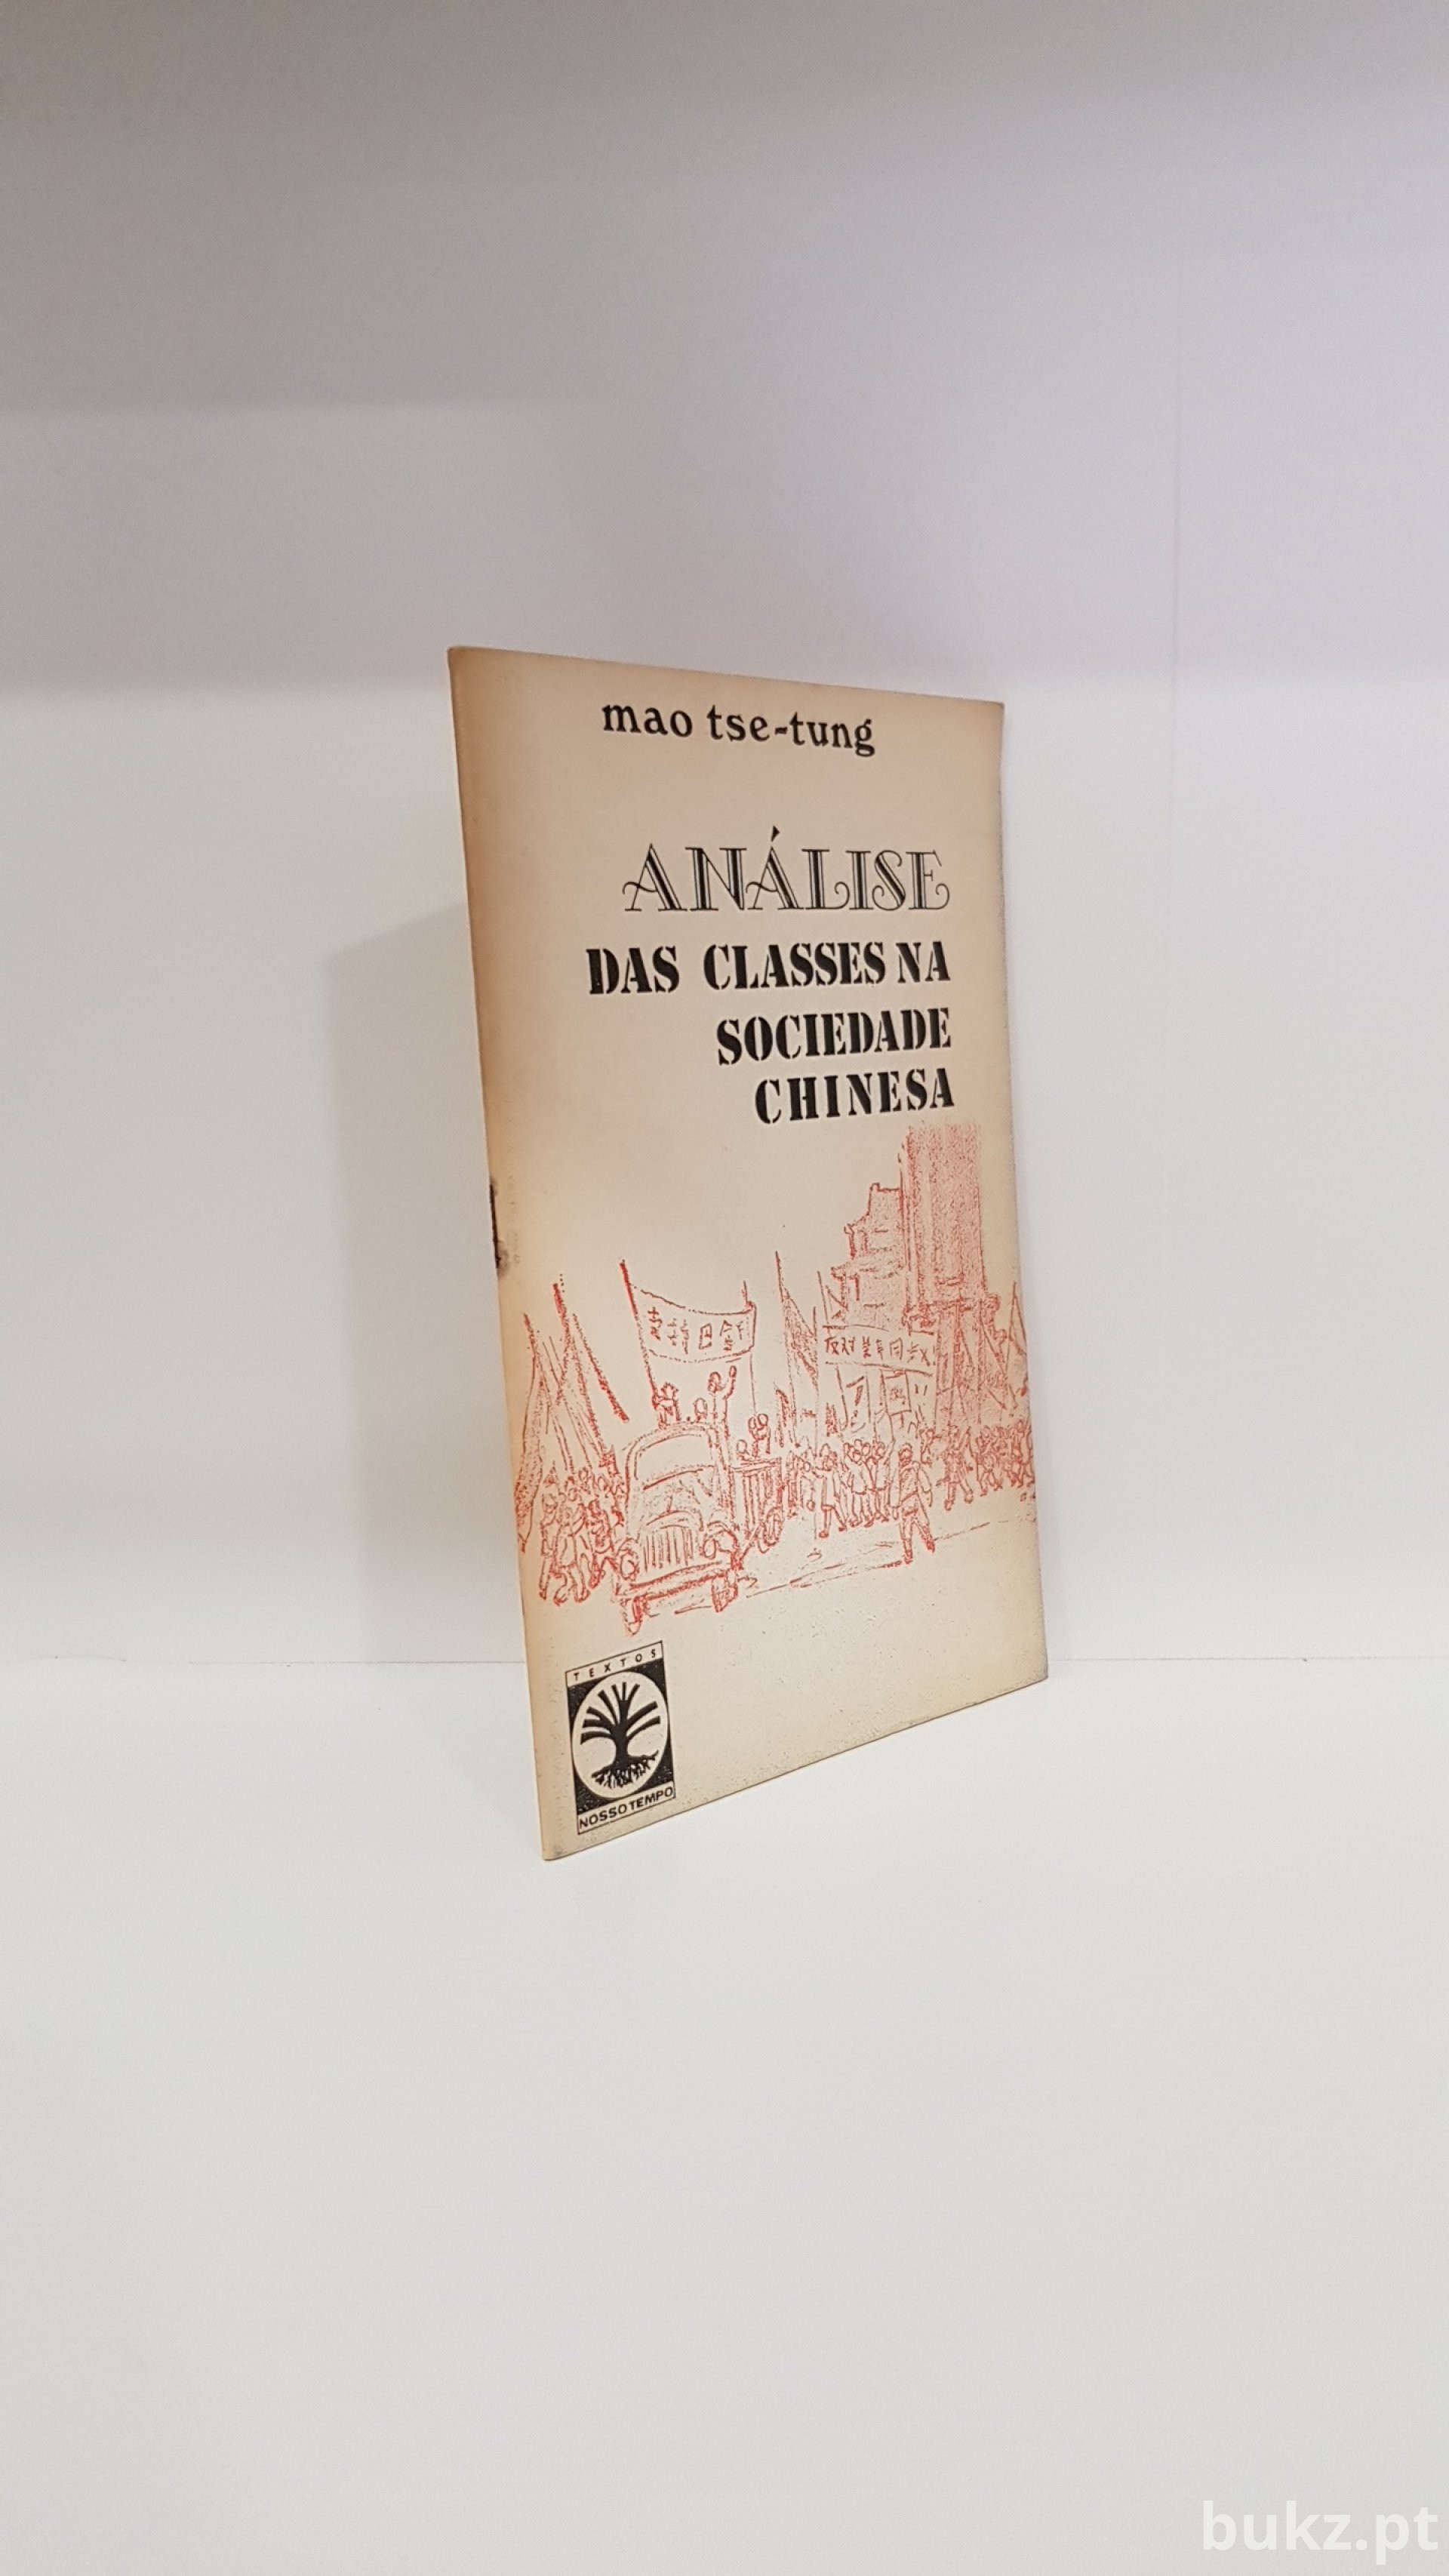 mao tse-tung
ANÁLISE
DAS CLASSES NA
SOCIEDADE
CHINESA
TEXTOS
NOSSO TEMPO
bukz.pt